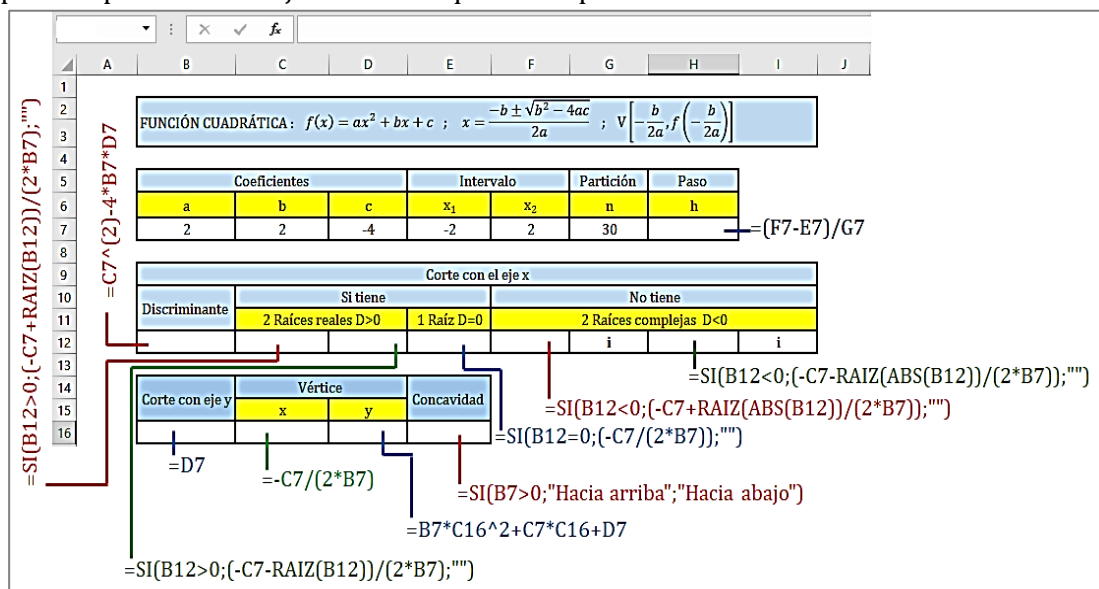 fx
A B C D E F G H I J
1
2
3
FUNCIÓN CUADRÁTICA: f(x) = ax² + bx + c ; x = (-b ± √(b² − 4ac))/(2a) ; V[−b/(2a), f(−b/(2a))]
4
5 Coeficientes Intervalo Partición Paso
6 a b c x₁ x₂ n h
7 2 2 -4 -2 2 30
=(F7-E7)/G7
8
9 Corte con el eje x
10 Discriminante Si tiene No tiene
11 2 Raíces reales D>0 1 Raíz D=0 2 Raíces complejas D<0
12 i i
13
14 Corte con eje y Vértice Concavidad
15 x y
16
=SI(B12>0;(-C7+RAIZ(B12))/(2*B7);"")
=C7^(2)-4*B7*D7
=SI(B12<0;(-C7-RAIZ(ABS(B12))/(2*B7));"")
=SI(B12<0;(-C7+RAIZ(ABS(B12))/(2*B7));"")
=SI(B12=0;(-C7/(2*B7));"")
=D7
=-C7/(2*B7)
=SI(B7>0;"Hacia arriba";"Hacia abajo")
=B7*C16^2+C7*C16+D7
=SI(B12>0;(-C7-RAIZ(B12))/(2*B7);"")